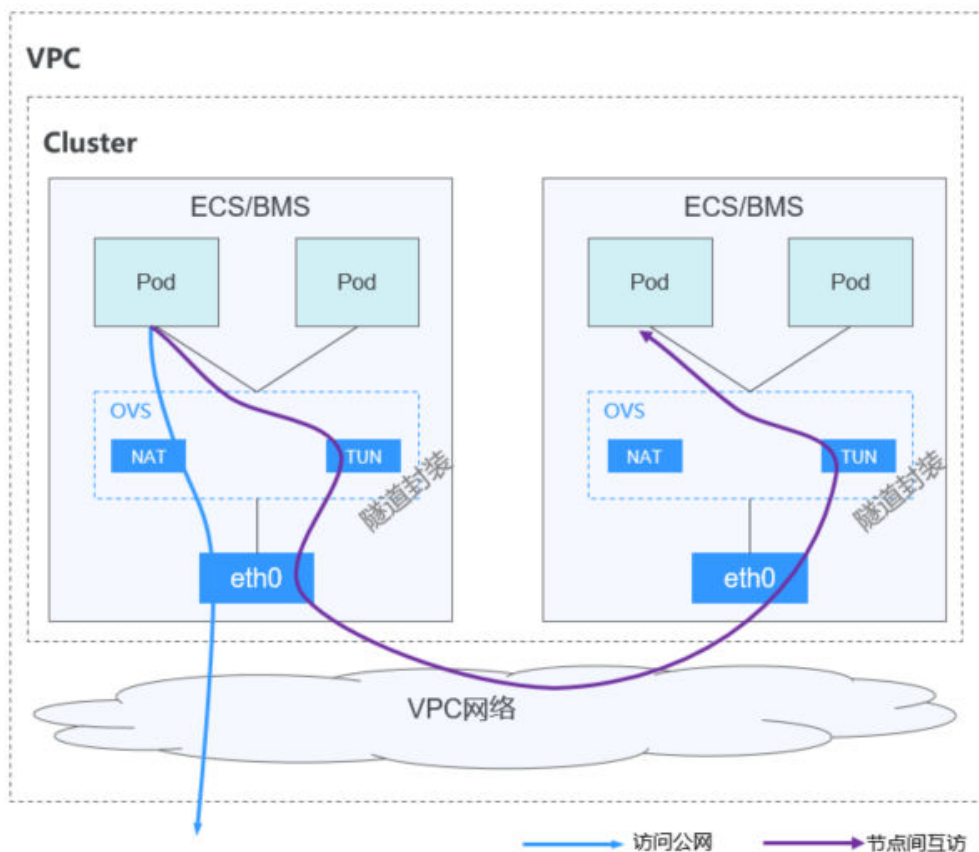 VPC
Cluster
ECS/BMS
ECS/BMS
Pod
Pod
Pod
Pod
OVS
OVS
NAT
TUN
NAT
TUN
隧道封装
隧道封装
eth0
eth0
VPC网络
访问公网
节点间互访